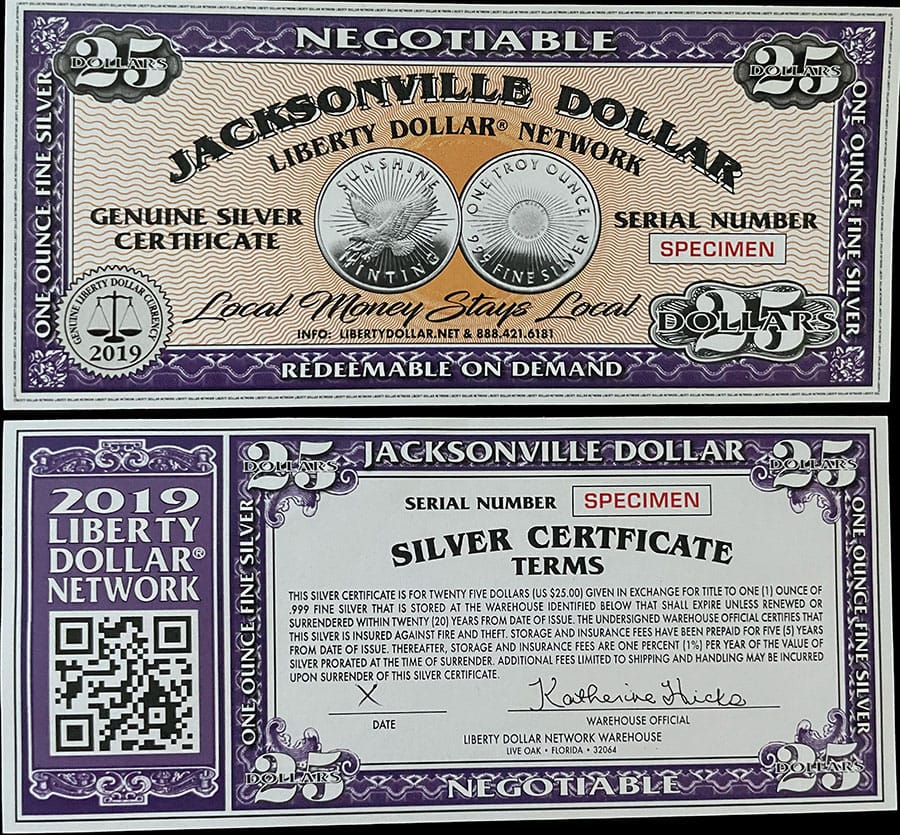 NEGOTIABLE
25
DOLLARS
25
DOLLARS
JACKSONVILLE DOLLAR
LIBERTY DOLLAR® NETWORK
ONE OUNCE FINE SILVER
ONE OUNCE FINE SILVER
GENUINE SILVER
CERTIFICATE
SUNSHINE
MINTING
ONE TROY OUNCE
999 FINE SILVER
SERIAL NUMBER
SPECIMEN
Local Money Stays Local
INFO: LIBERTYDOLLAR.NET & 888.421.6181
GENUINE LIBERTY DOLLAR CURRENCY
2019
25
DOLLARS
REDEEMABLE ON DEMAND
2019
LIBERTY
DOLLAR®
NETWORK
25
DOLLARS
JACKSONVILLE DOLLAR
25
DOLLARS
ONE OUNCE FINE SILVER
ONE OUNCE FINE SILVER
SERIAL NUMBER SPECIMEN
SILVER CERTFICATE
TERMS
THIS SILVER CERTIFICATE IS FOR TWENTY FIVE DOLLARS (US $25.00) GIVEN IN EXCHANGE FOR TITLE TO ONE (1) OUNCE OF
.999 FINE SILVER THAT IS STORED AT THE WAREHOUSE IDENTIFIED BELOW THAT SHALL EXPIRE UNLESS RENEWED OR
SURRENDERED WITHIN TWENTY (20) YEARS FROM DATE OF ISSUE. THE UNDERSIGNED WAREHOUSE OFFICIAL CERTIFIES THAT
THIS SILVER IS INSURED AGAINST FIRE AND THEFT. STORAGE AND INSURANCE FEES HAVE BEEN PREPAID FOR FIVE (5) YEARS
FROM DATE OF ISSUE. THEREAFTER, STORAGE AND INSURANCE FEES ARE ONE PERCENT (1%) PER YEAR OF THE VALUE OF
SILVER PRORATED AT THE TIME OF SURRENDER. ADDITIONAL FEES LIMITED TO SHIPPING AND HANDLING MAY BE INCURRED
UPON SURRENDER OF THIS SILVER CERTIFICATE.
X
Katherine Hicks
DATE
WAREHOUSE OFFICIAL
LIBERTY DOLLAR NETWORK WAREHOUSE
LIVE OAK • FLORIDA • 32064
25
DOLLARS
NEGOTIABLE
25
DOLLARS